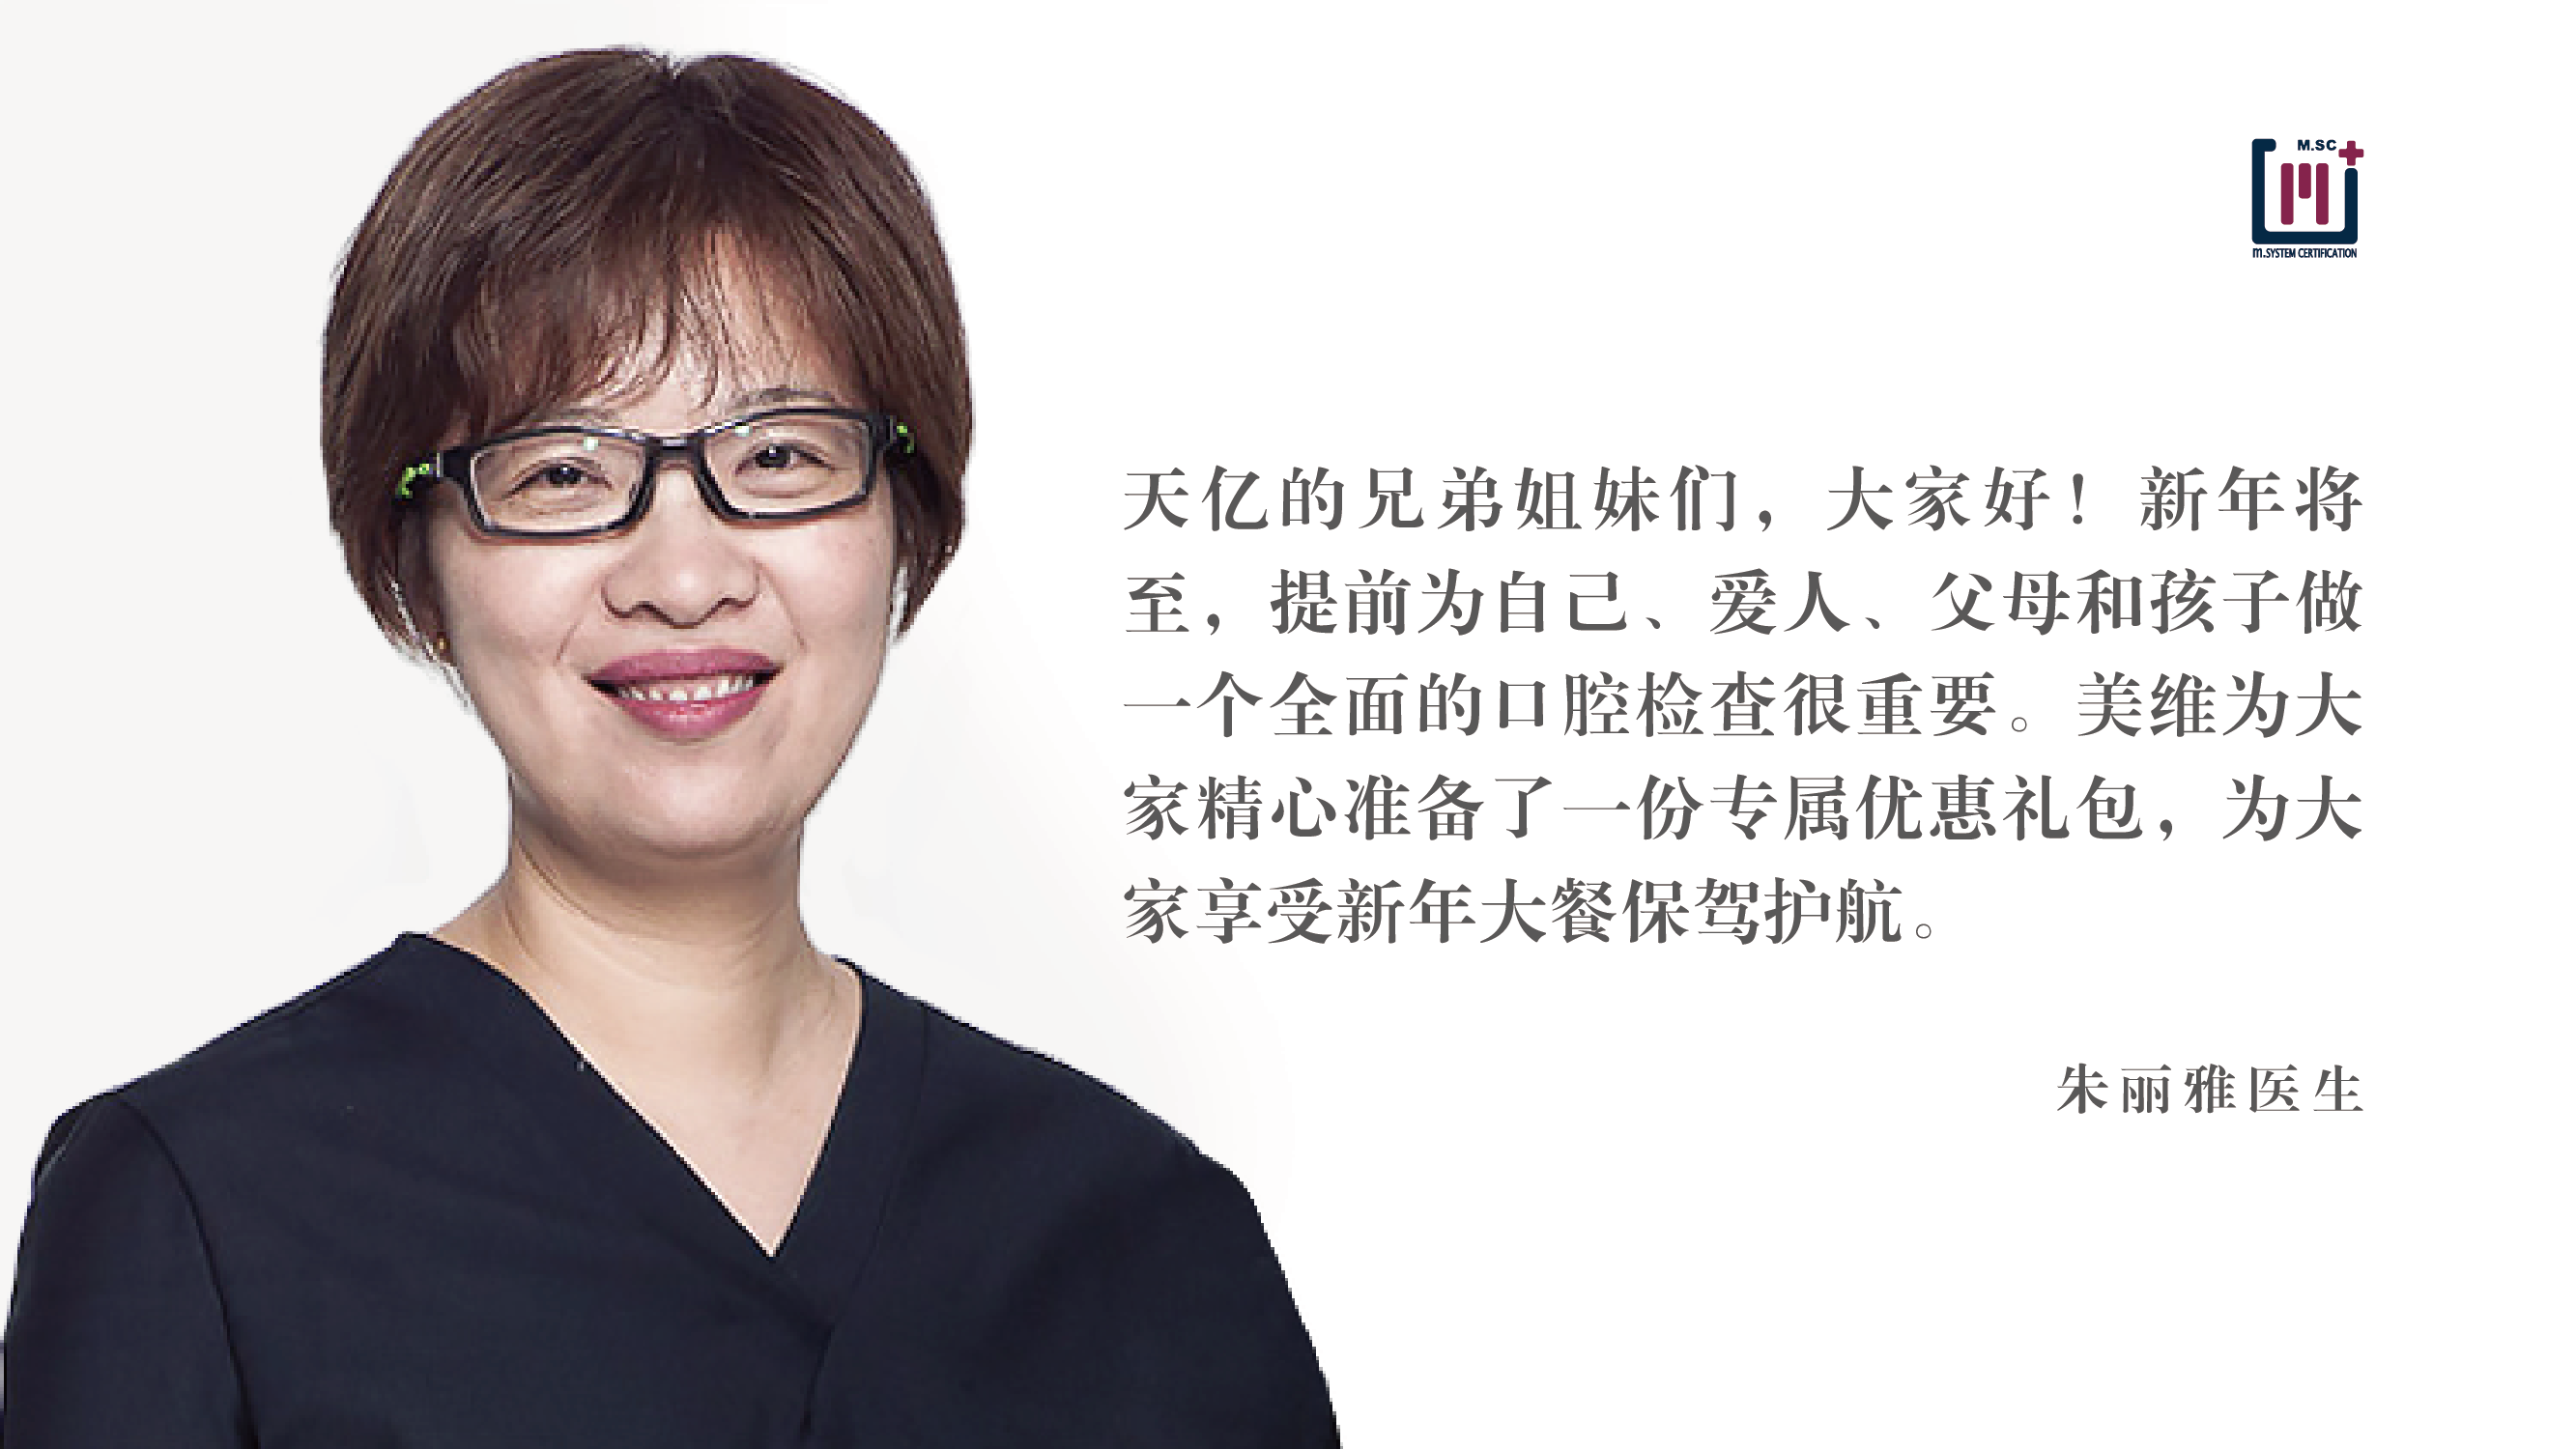 M.SC
m.SYSTEM CERTIFICATION
天亿的兄弟姐妹们，大家好！新年将
至，提前为自己、爱人、父母和孩子做
一个全面的口腔检查很重要。美维为大
家精心准备了一份专属优惠礼包，为大
家享受新年大餐保驾护航。
朱丽雅医生